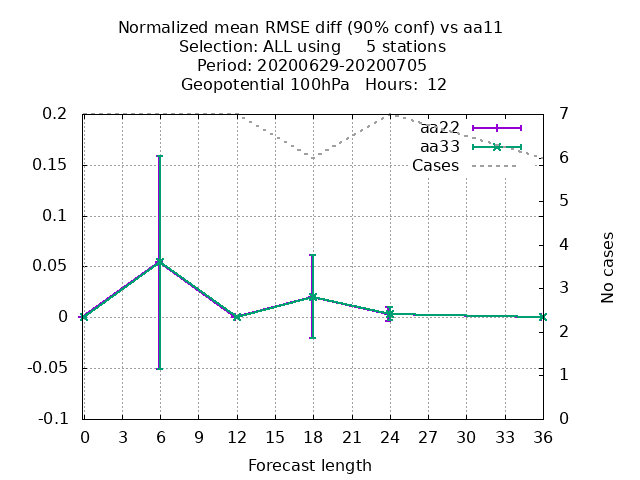 Normalized mean RMSE diff (90% conf) vs aa11
Selection: ALL using     5 stations
Period: 20200629-20200705
Geopotential 100hPa   Hours:  12
0.2
0.15
0.1
0.05
0
-0.05
-0.1
7
6
5
4
3
2
1
0
aa22
aa33
Cases
No cases
0 3 6 9 12 15 18 21 24 27 30 33 36
Forecast length